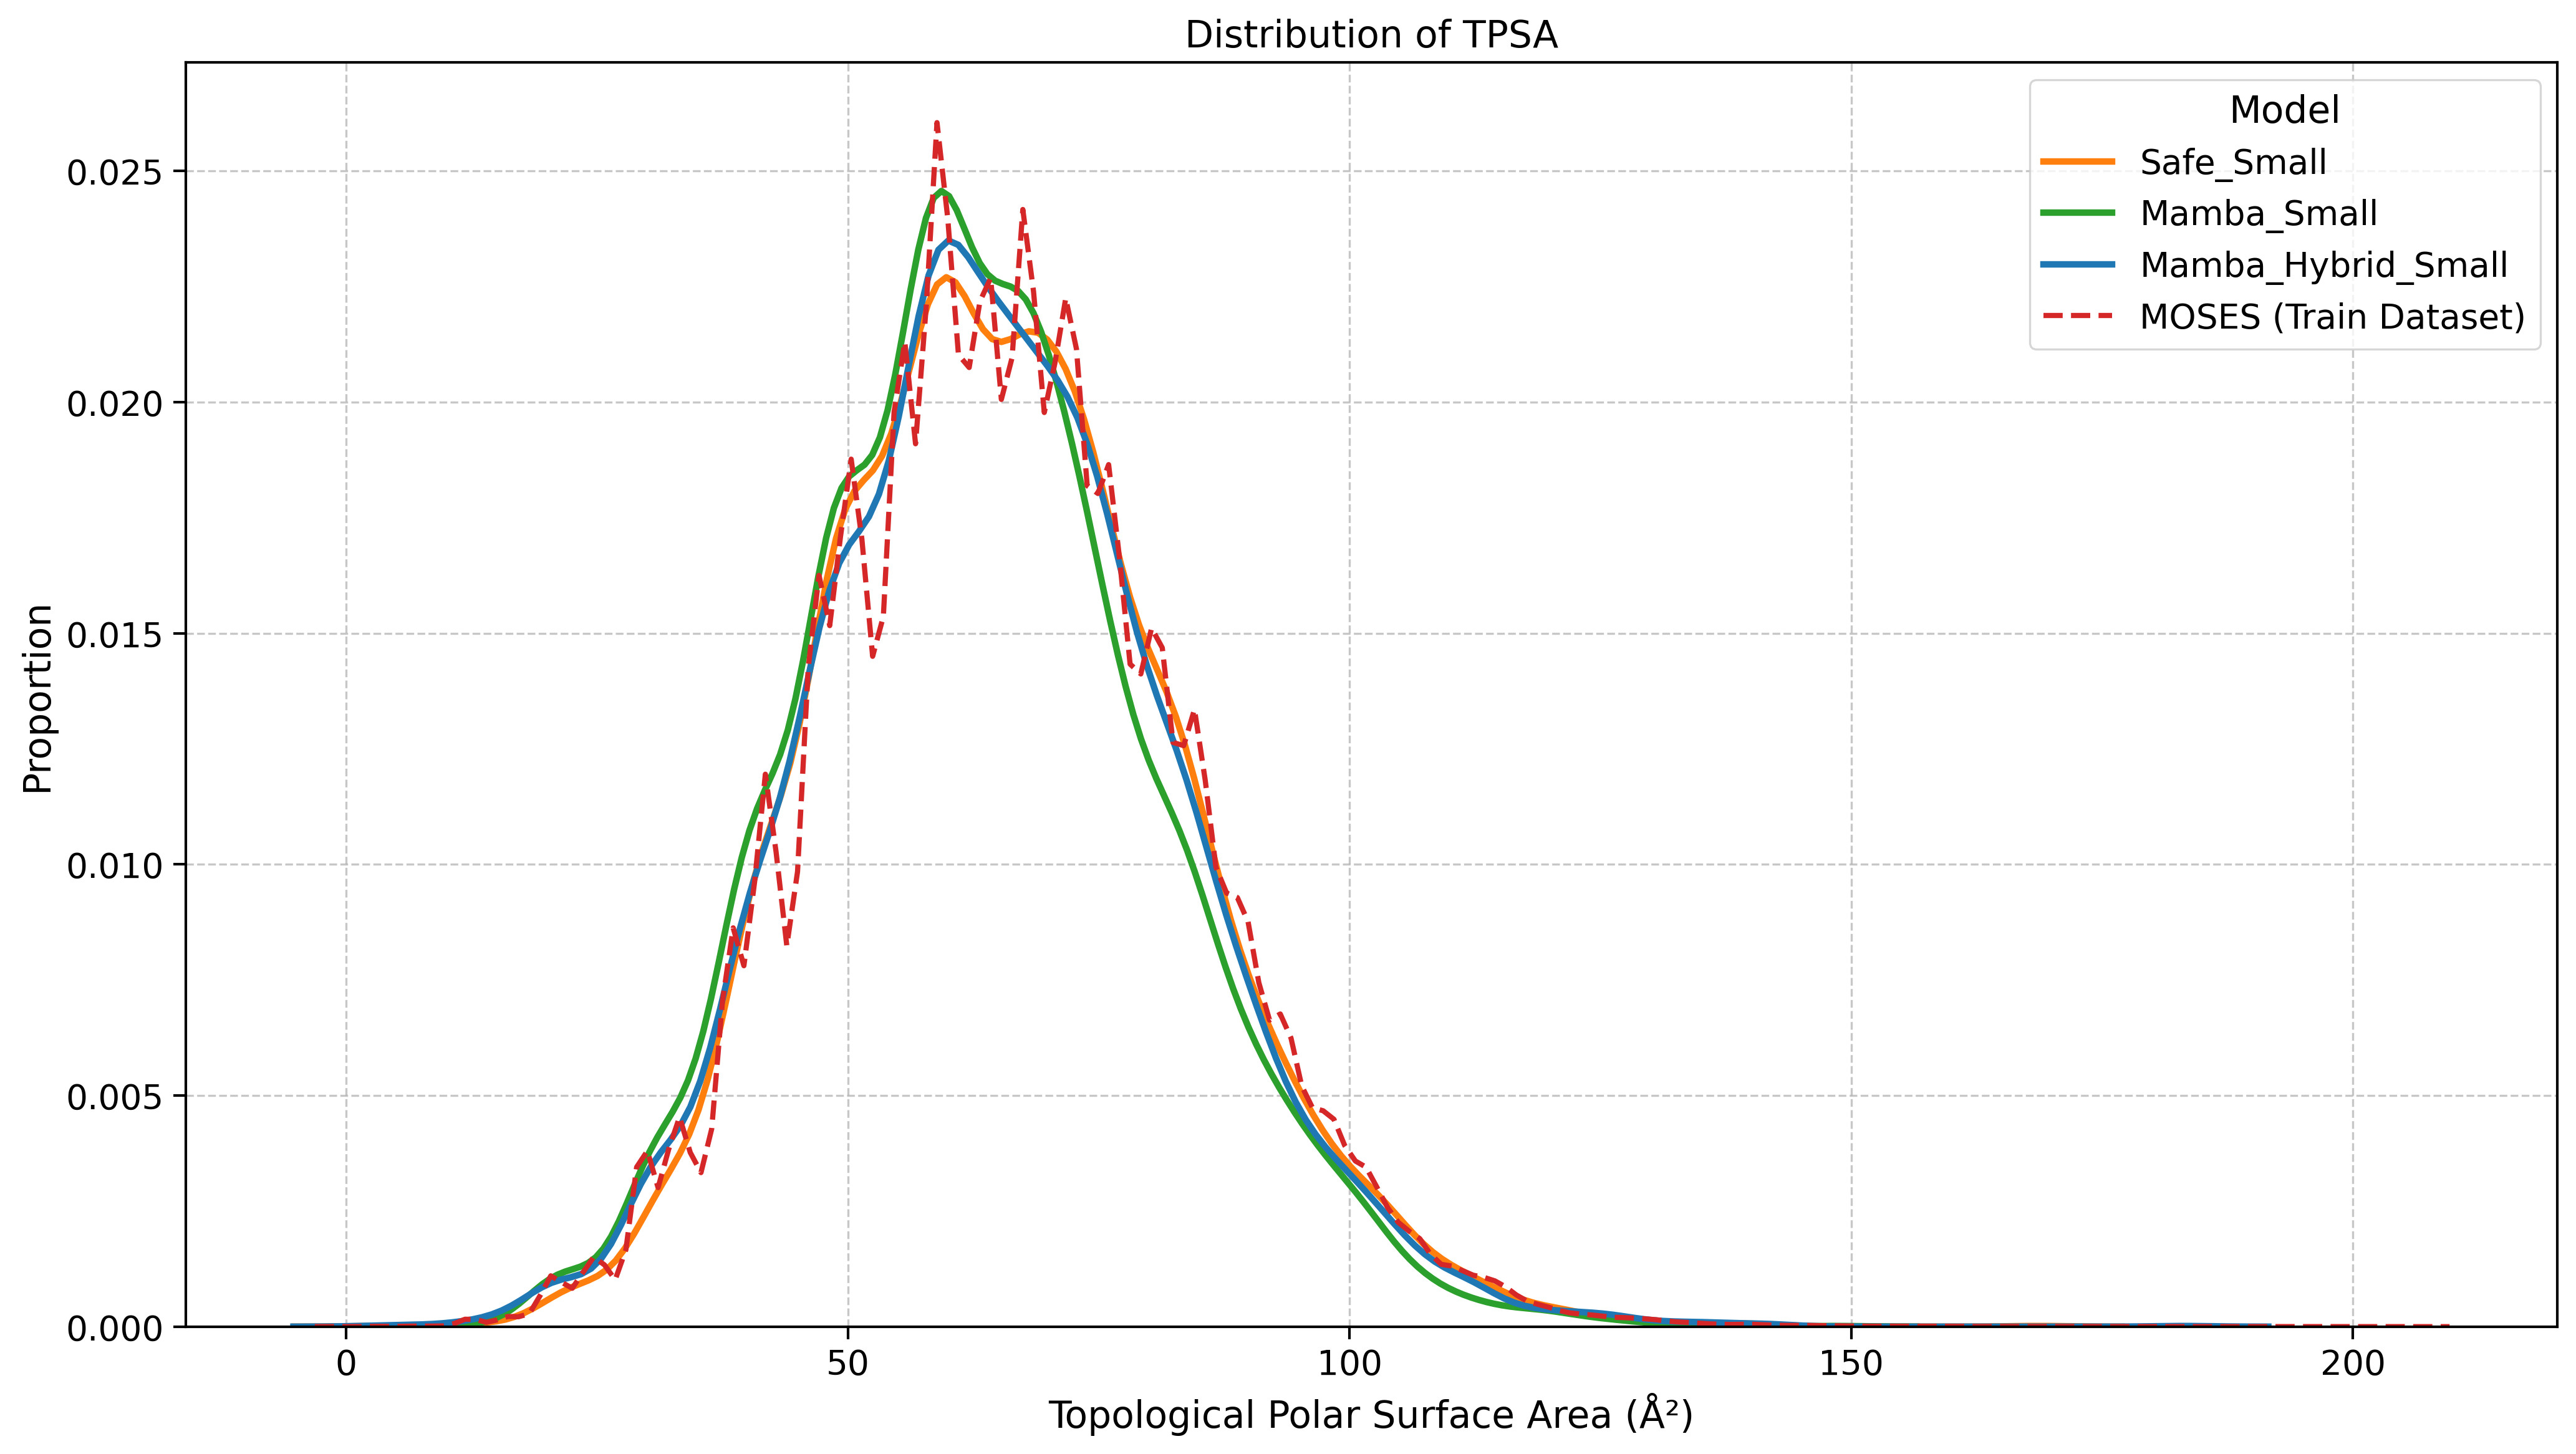 Distribution of TPSA
Model
Safe_Small
Mamba_Small
Mamba_Hybrid_Small
MOSES (Train Dataset)
Proportion
0.025
0.020
0.015
0.010
0.005
0.000
0 50 100 150 200
Topological Polar Surface Area (Å²)